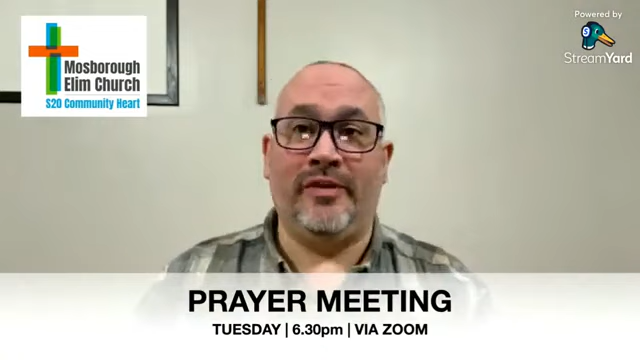 Powered by
StreamYard
Mosborough
Elim Church
S20 Community Heart
PRAYER MEETING
TUESDAY | 6.30pm | VIA ZOOM